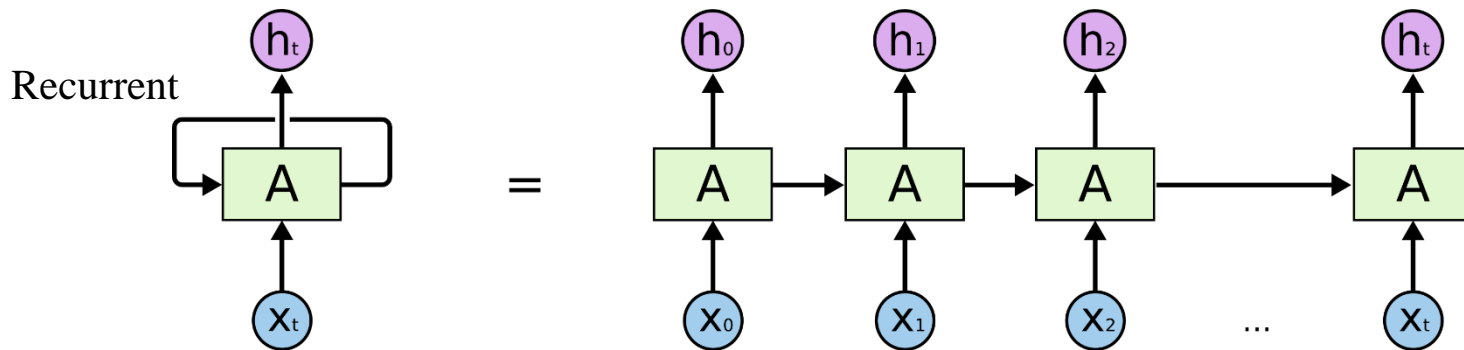 hₜ h₀ h₁ h₂ hₜ
Recurrent
A = A A A A
xₜ x₀ x₁ x₂ ... xₜ